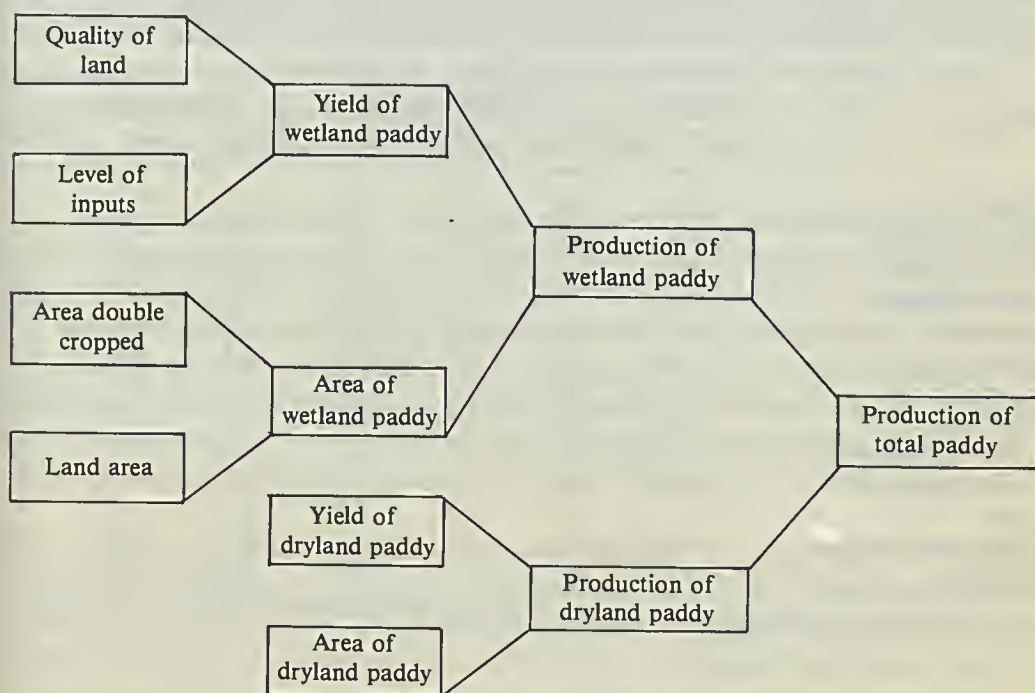 Quality of
land
Yield of
wetland paddy
Level of
inputs
Production of
wetland paddy
Area double
cropped
Area of
wetland paddy
Land area
Production of
total paddy
Yield of
dryland paddy
Production of
dryland paddy
Area of
dryland paddy